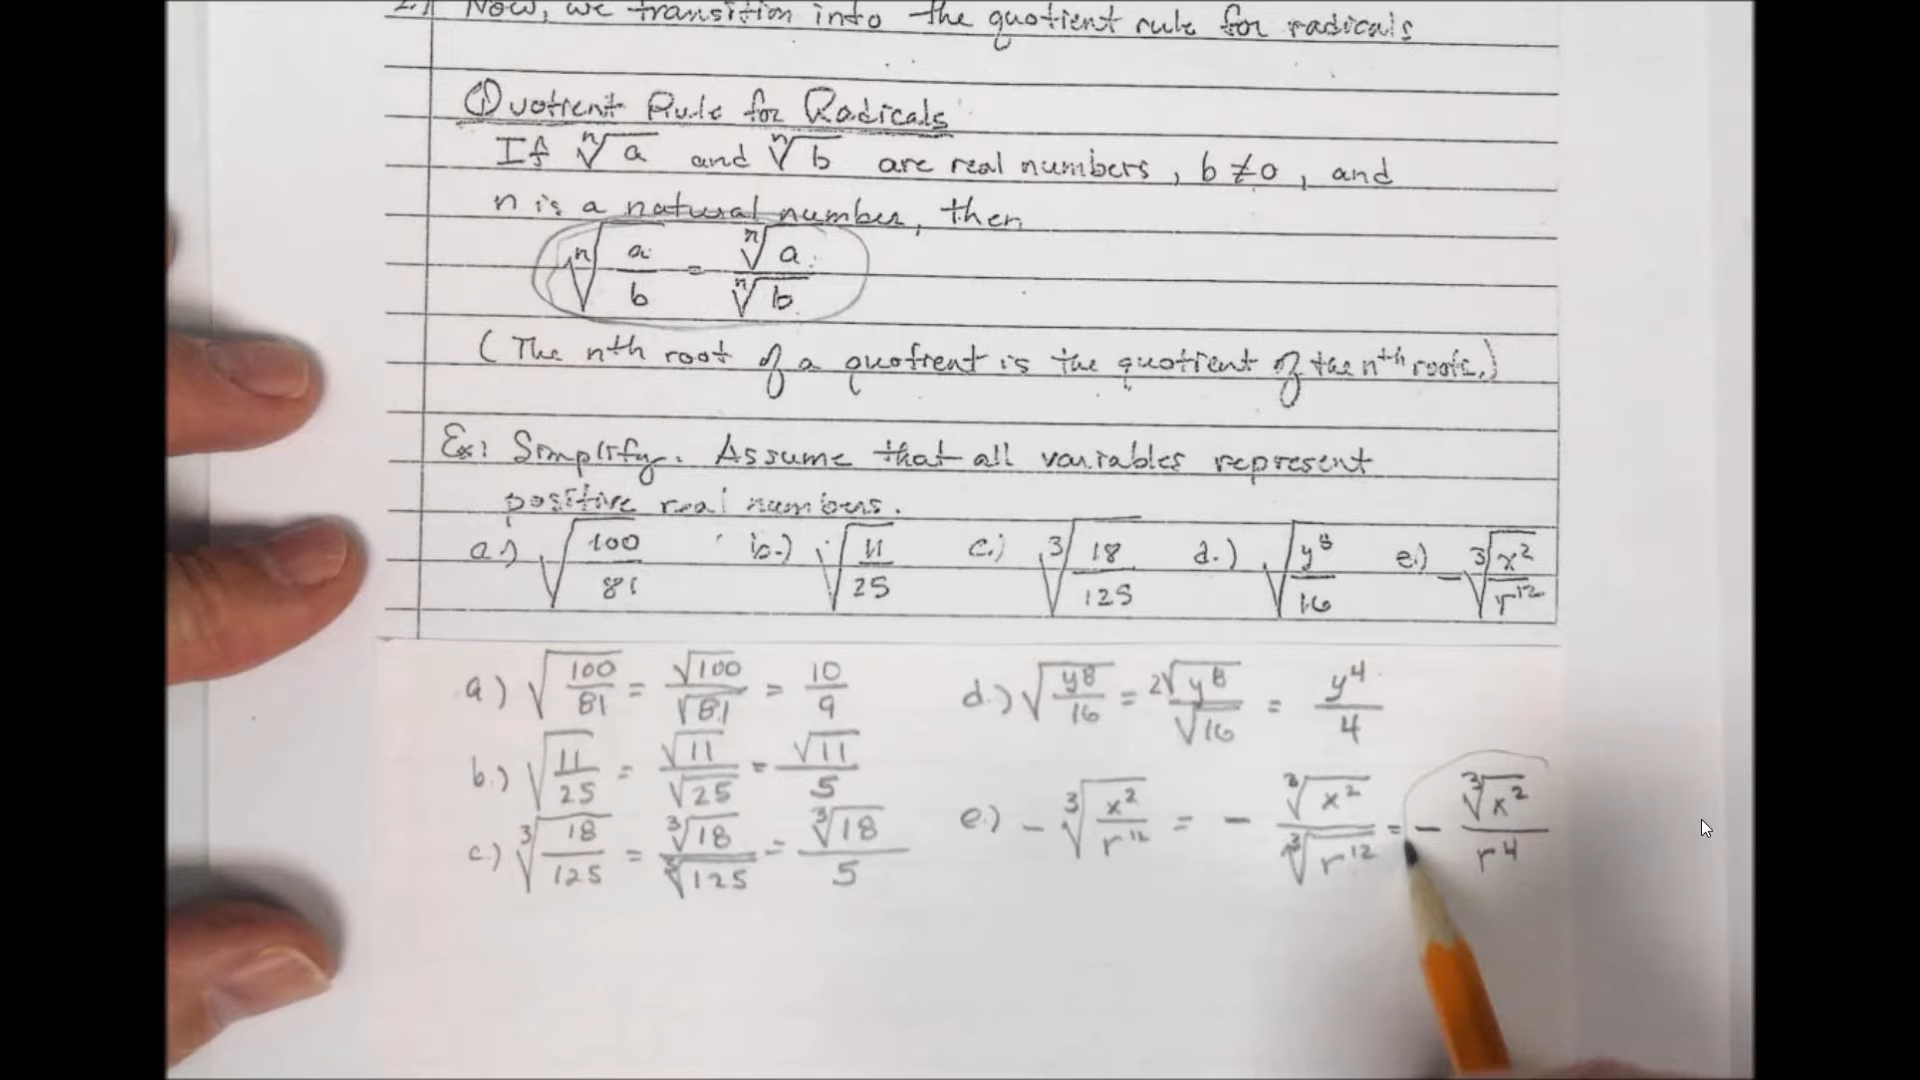 2.) Now, we transition into the quotient rule for radicals
Quotient Rule for Radicals
If ⁿ√a and ⁿ√b are real numbers, b ≠ 0, and
n is a natural number, then
ⁿ√(a/b) = ⁿ√a / ⁿ√b
(The nth root of a quotient is the quotient of the nᵗʰ roots.)
Ex: Simplify. Assume that all variables represent
positive real numbers.
a.) √(100/81) b.) √(11/25) c.) ³√(18/125) d.) √(y⁸/16) e.) -³√(x²/r¹²)
a) √(100/81) = √100/√81 = 10/9
b.) √(11/25) = √11/√25 = √11/5
c.) ³√(18/125) = ³√18/³√125 = ³√18/5
d.) √(y⁸/16) = ²√y⁸/√16 = y⁴/4
e.) - ³√(x²/r¹²) = - ³√x²/³√r¹² = - ³√x²/r⁴